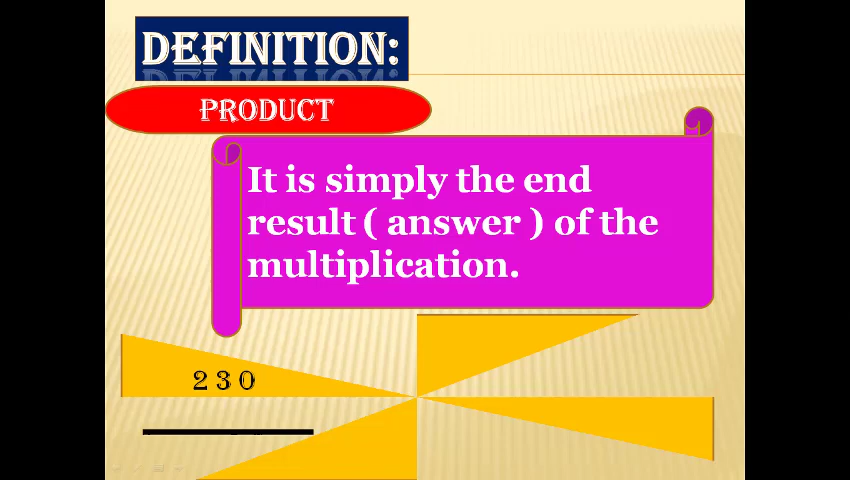 DEFINITION:
PRODUCT
It is simply the end
result ( answer ) of the
multiplication.
2 3 0